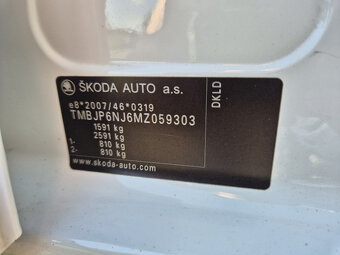 ŠKODA AUTO a.s.
e8*2007/46*0319
TMBJP6NJ6MZ059303
1591 kg
2591 kg
1- 810 kg
2- 810 kg
www.skoda-auto.com
DKLD